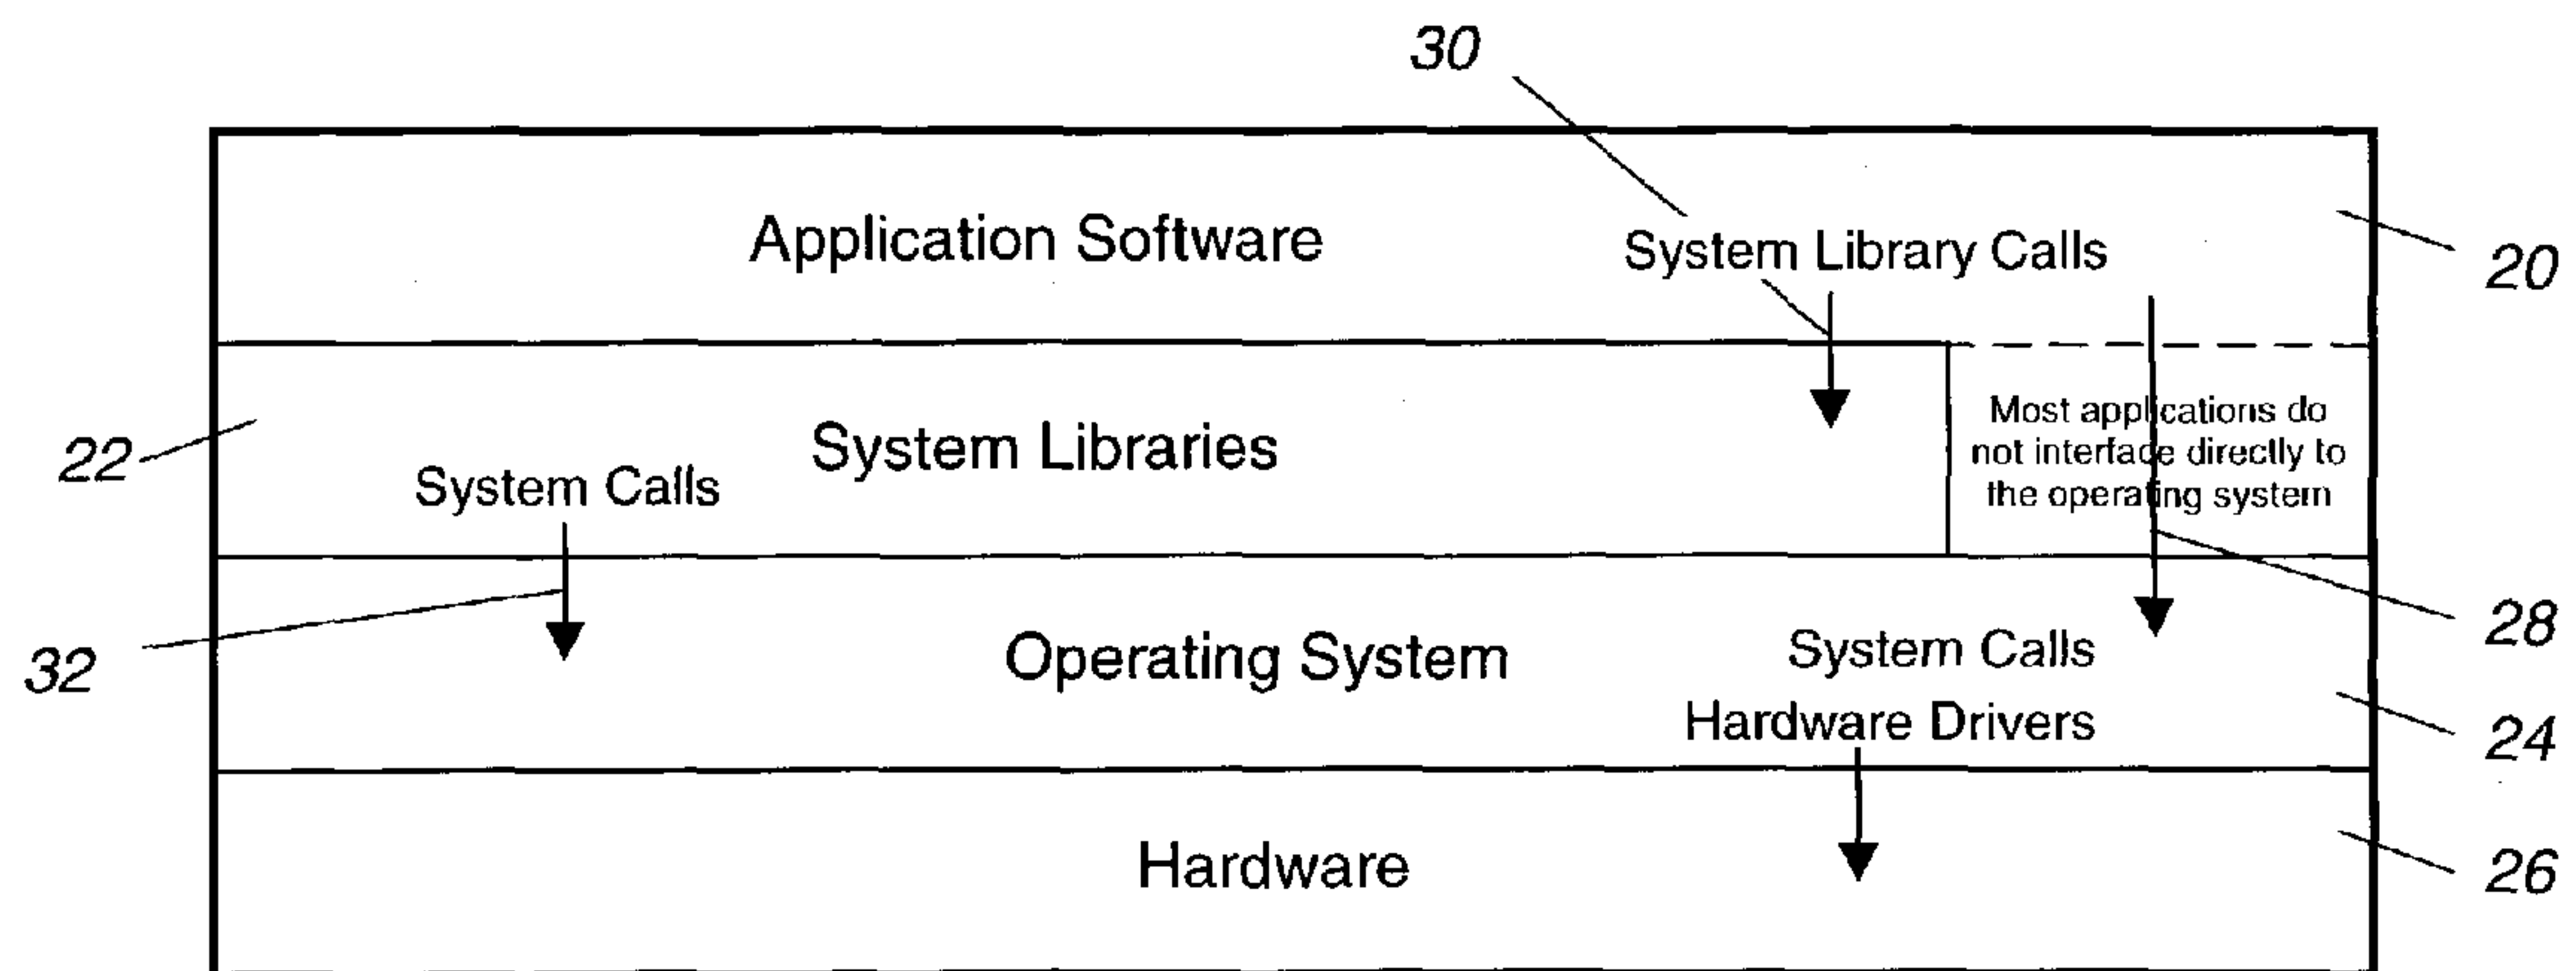 30
Application Software
System Library Calls
20
Most applications do
not interface directly to
the operating system
22
System Libraries
System Calls
28
32
Operating System
System Calls
Hardware Drivers
24
Hardware
26